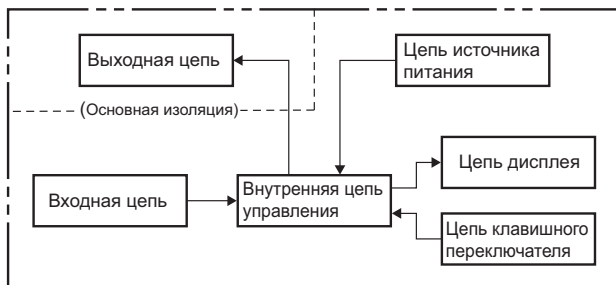 Выходная цепь
Цепь источника
питания
(Основная изоляция)
Входная цепь
Внутренняя цепь
управления
Цепь дисплея
Цепь клавишного
переключателя